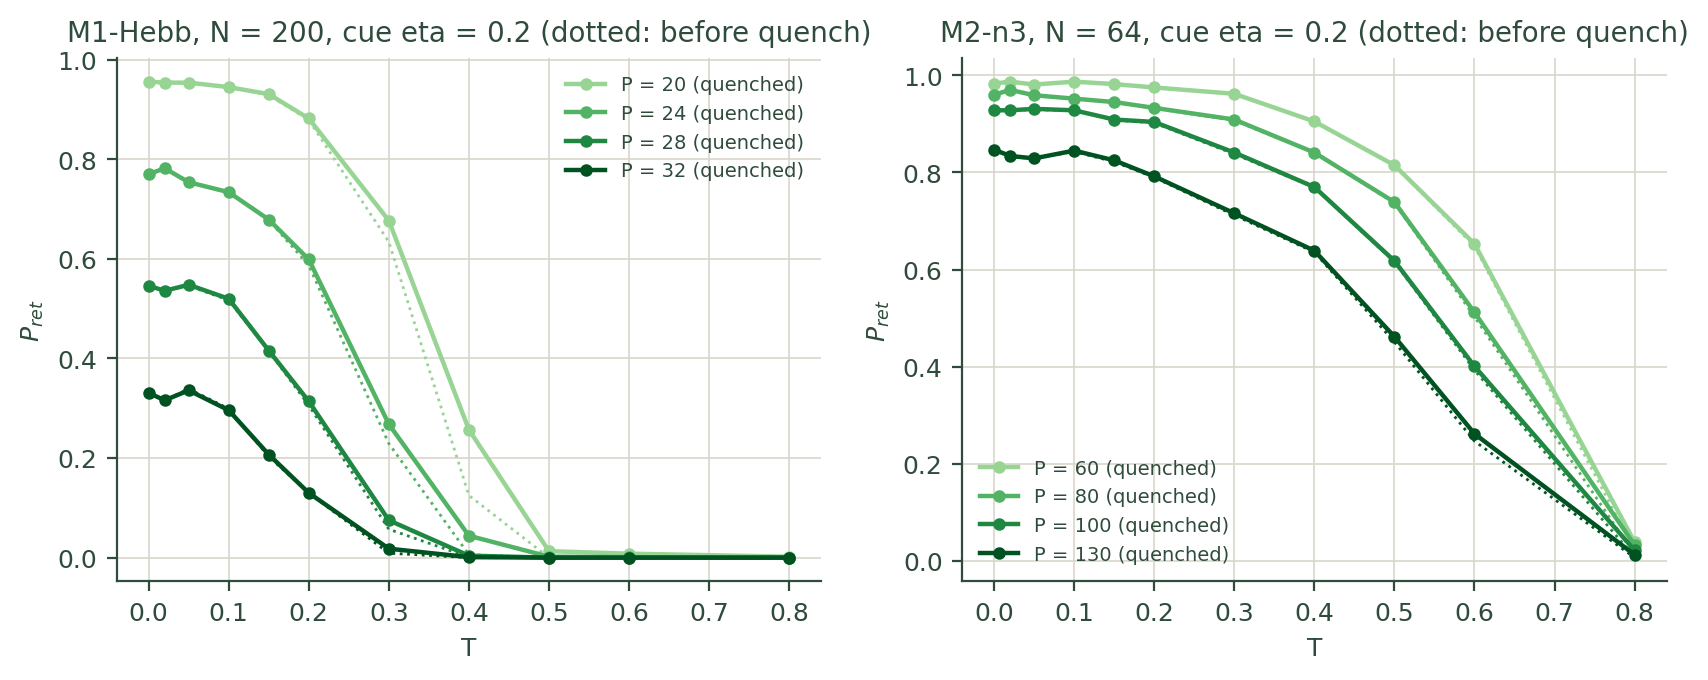 M1-Hebb, N = 200, cue eta = 0.2 (dotted: before quench)
1.0
0.8
0.6
0.4
0.2
0.0
P_ret
P = 20 (quenched)
P = 24 (quenched)
P = 28 (quenched)
P = 32 (quenched)
0.0 0.1 0.2 0.3 0.4 0.5 0.6 0.7 0.8
T
M2-n3, N = 64, cue eta = 0.2 (dotted: before quench)
1.0
0.8
0.6
0.4
0.2
0.0
P_ret
P = 60 (quenched)
P = 80 (quenched)
P = 100 (quenched)
P = 130 (quenched)
0.0 0.1 0.2 0.3 0.4 0.5 0.6 0.7 0.8
T